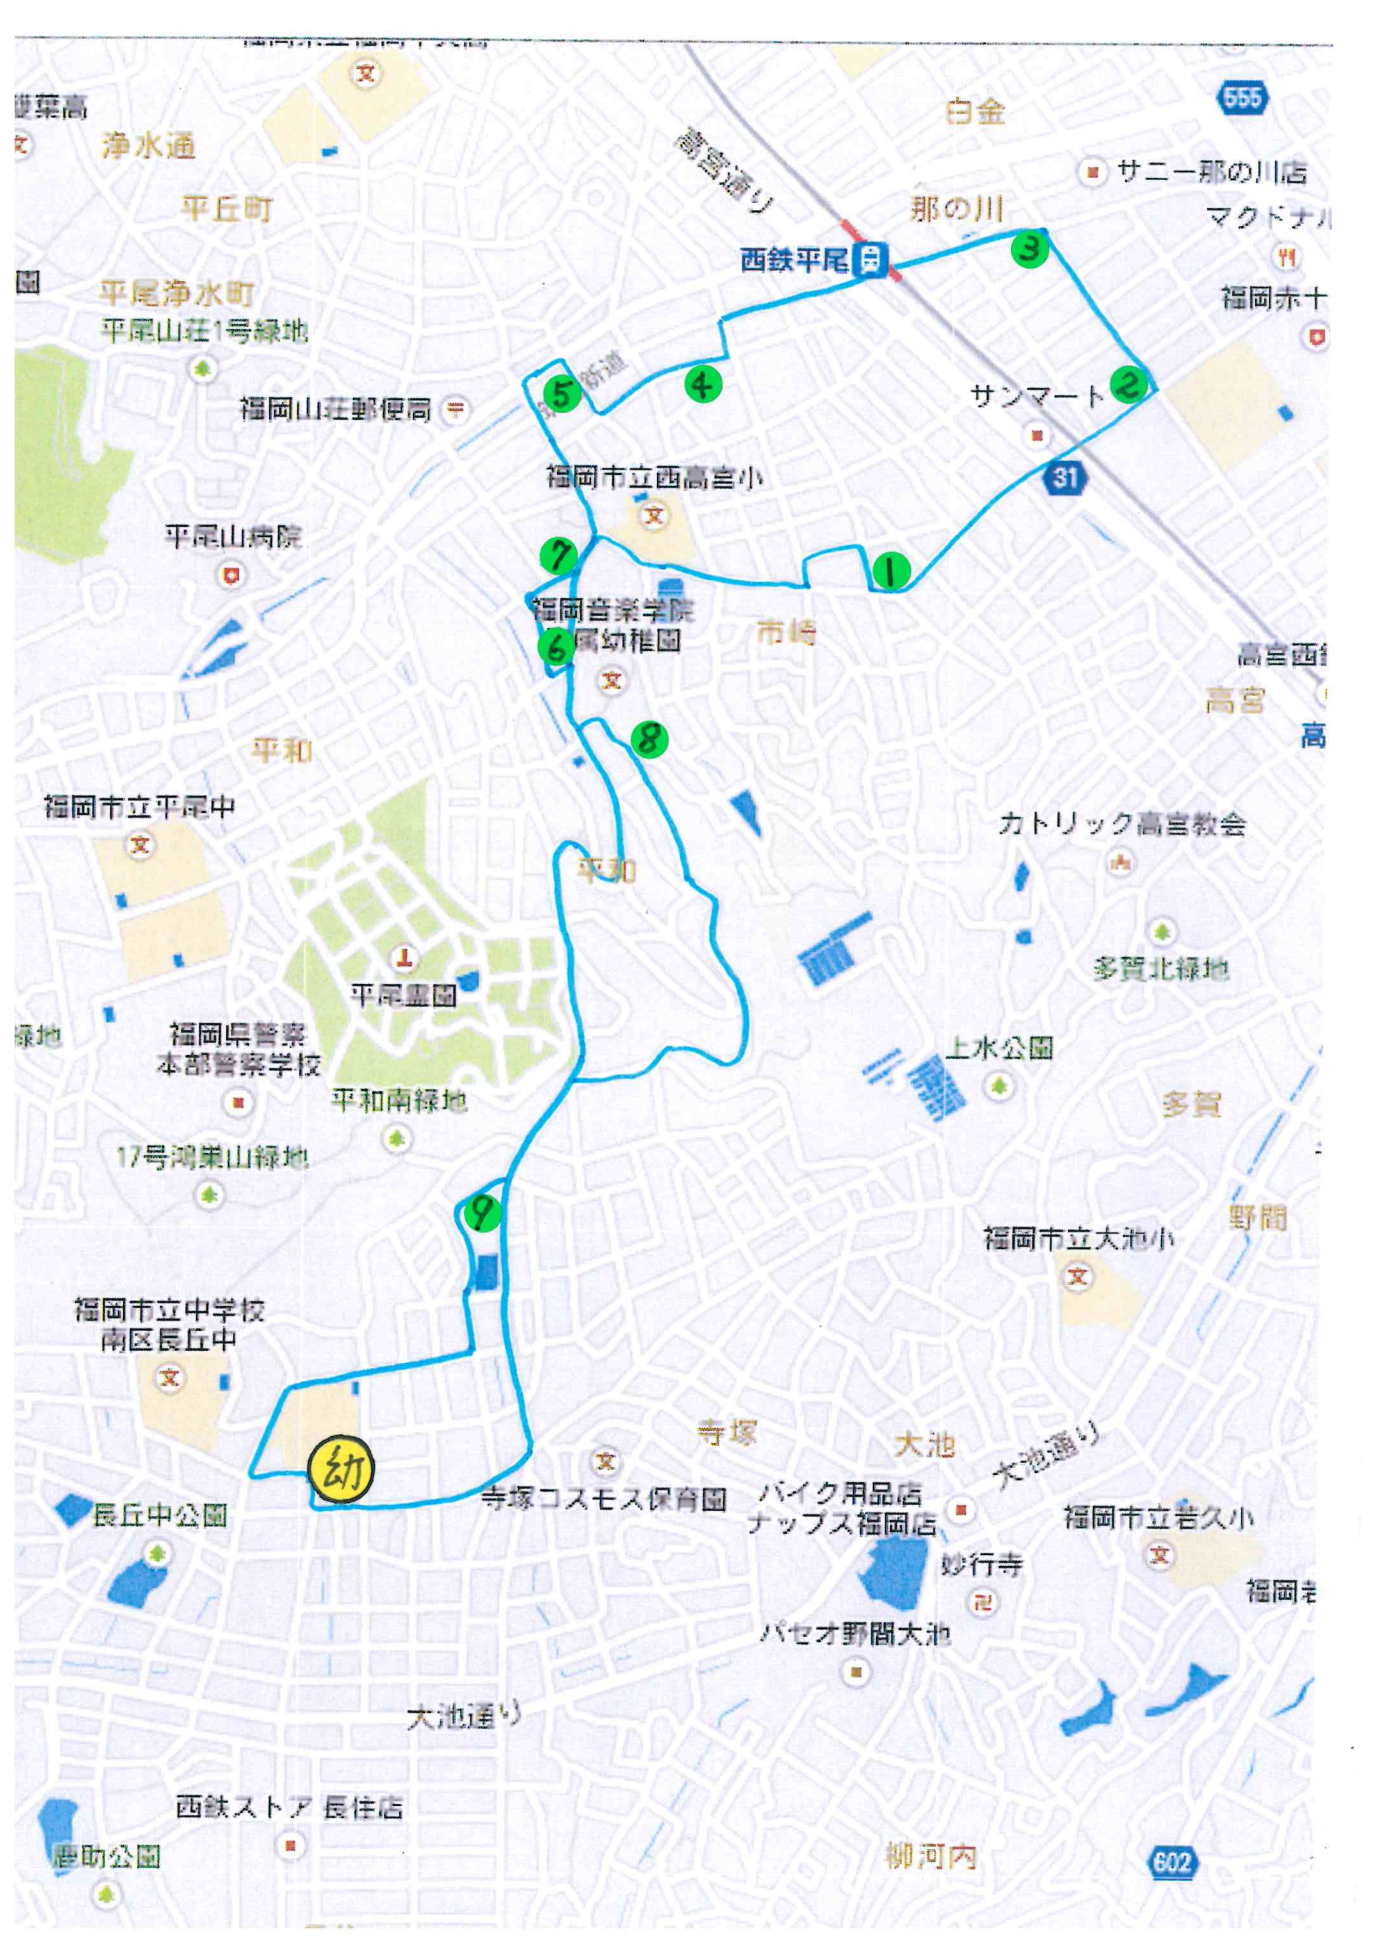 白金
555
浄水通
高宮通り
サニー那の川店
平丘町
那の川
西鉄平尾
3
園
平尾浄水町
福岡赤十
平尾山荘1号緑地
5
新道
4
サンマート
2
福岡山荘郵便局
福岡市立西高宮小
31
平尾山病院
7
1
福岡音楽学院
属幼稚園
6
市崎
高宮
平和
8
福岡市立平尾中
カトリック高宮教会
平和
平尾霊園
多賀北緑地
緑地
福岡県警察
本部警察学校
上水公園
平和南緑地
多賀
17号鴻巣山緑地
9
野間
福岡市立大池小
福岡市立中学校
南区長丘中
寺塚
大池
大池通り
幼
寺塚コスモス保育園
バイク用品店
ナップス福岡店
長丘中公園
福岡市立若久小
妙行寺
パセオ野間大池
大池通り
西鉄ストア 長住店
鹿助公園
柳河内
602